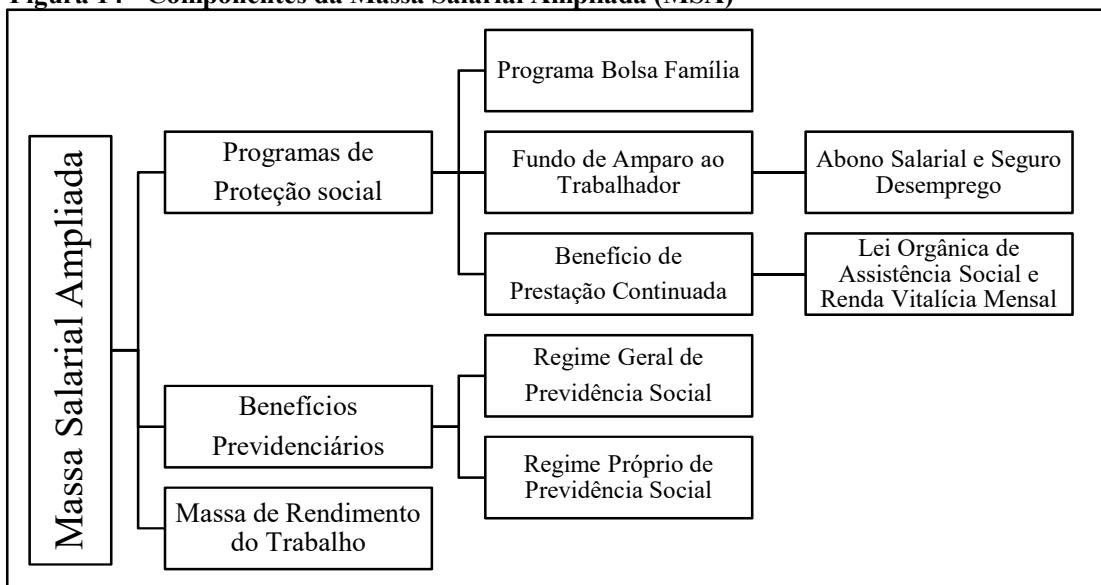 Figura 14 - Componentes da Massa Salarial Ampliada (MSA)
Massa Salarial Ampliada
Programas de
Proteção social
Programa Bolsa Família
Fundo de Amparo ao
Trabalhador
Abono Salarial e Seguro
Desemprego
Benefício de
Prestação Continuada
Lei Orgânica de
Assistência Social e
Renda Vitalícia Mensal
Benefícios
Previdenciários
Regime Geral de
Previdência Social
Regime Próprio de
Previdência Social
Massa de Rendimento
do Trabalho